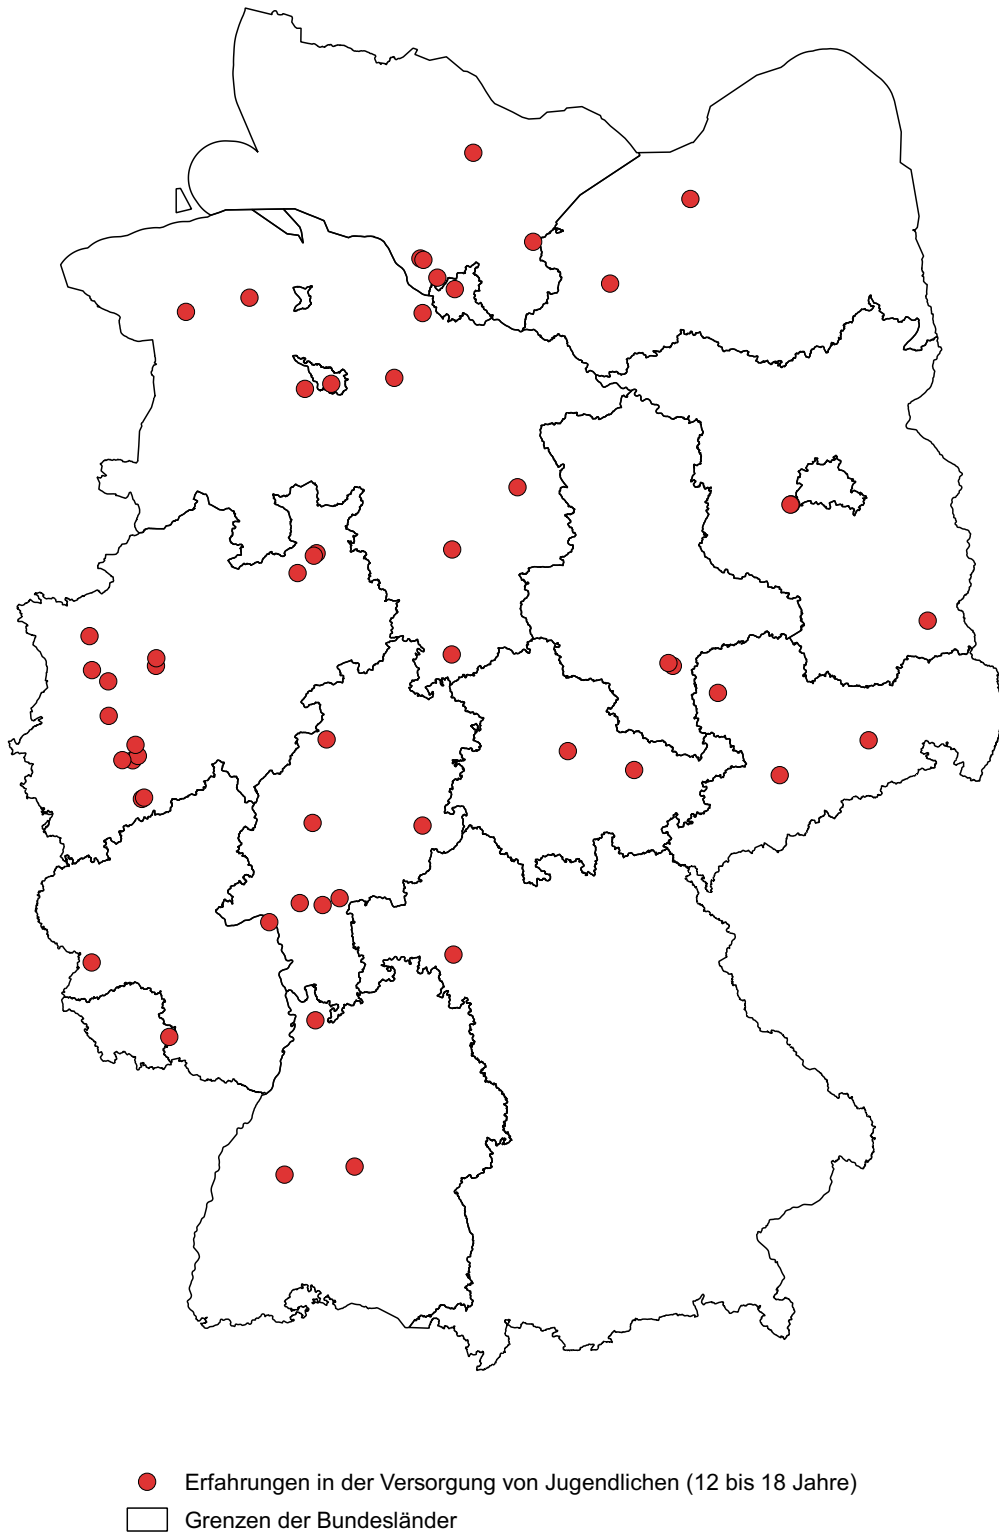 Erfahrungen in der Versorgung von Jugendlichen (12 bis 18 Jahre)
Grenzen der Bundesländer